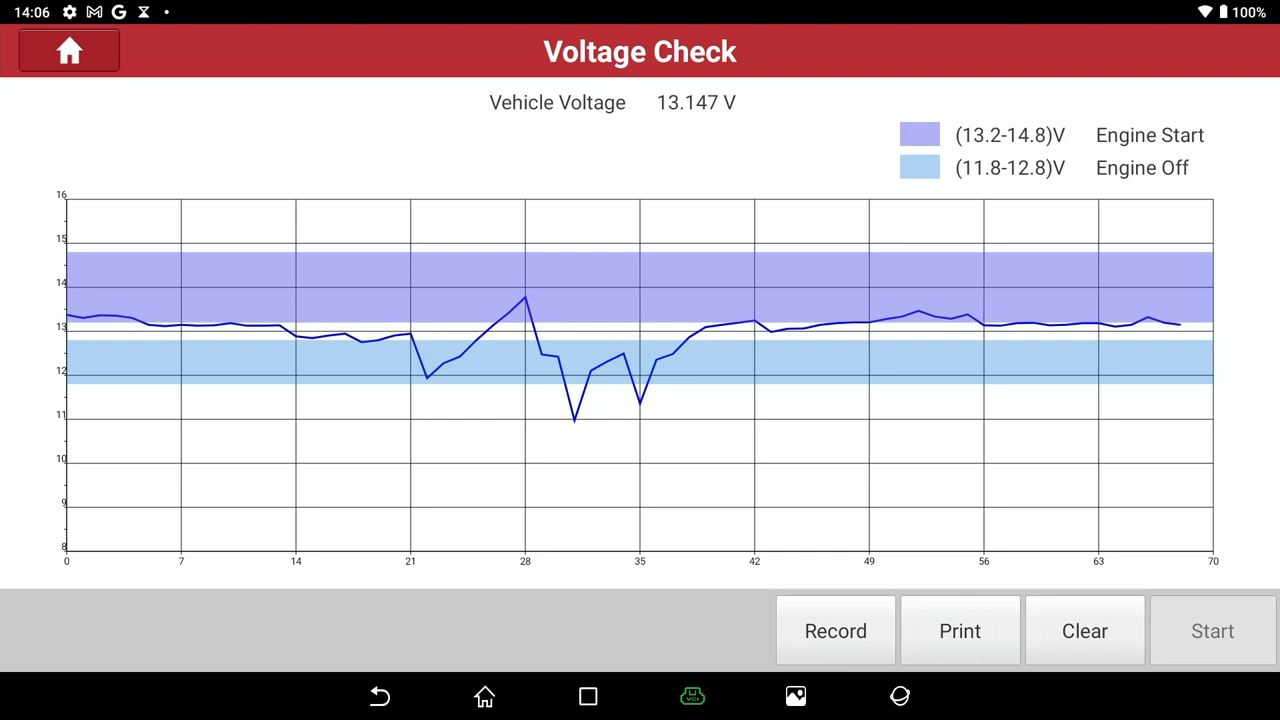 14:06 G 100%
Voltage Check
Vehicle Voltage 13.147 V
(13.2-14.8)V Engine Start
(11.8-12.8)V Engine Off
16
15
14
13
12
11
10
9
8
0 7 14 21 28 35 42 49 56 63 70
Record Print Clear Start
VCI